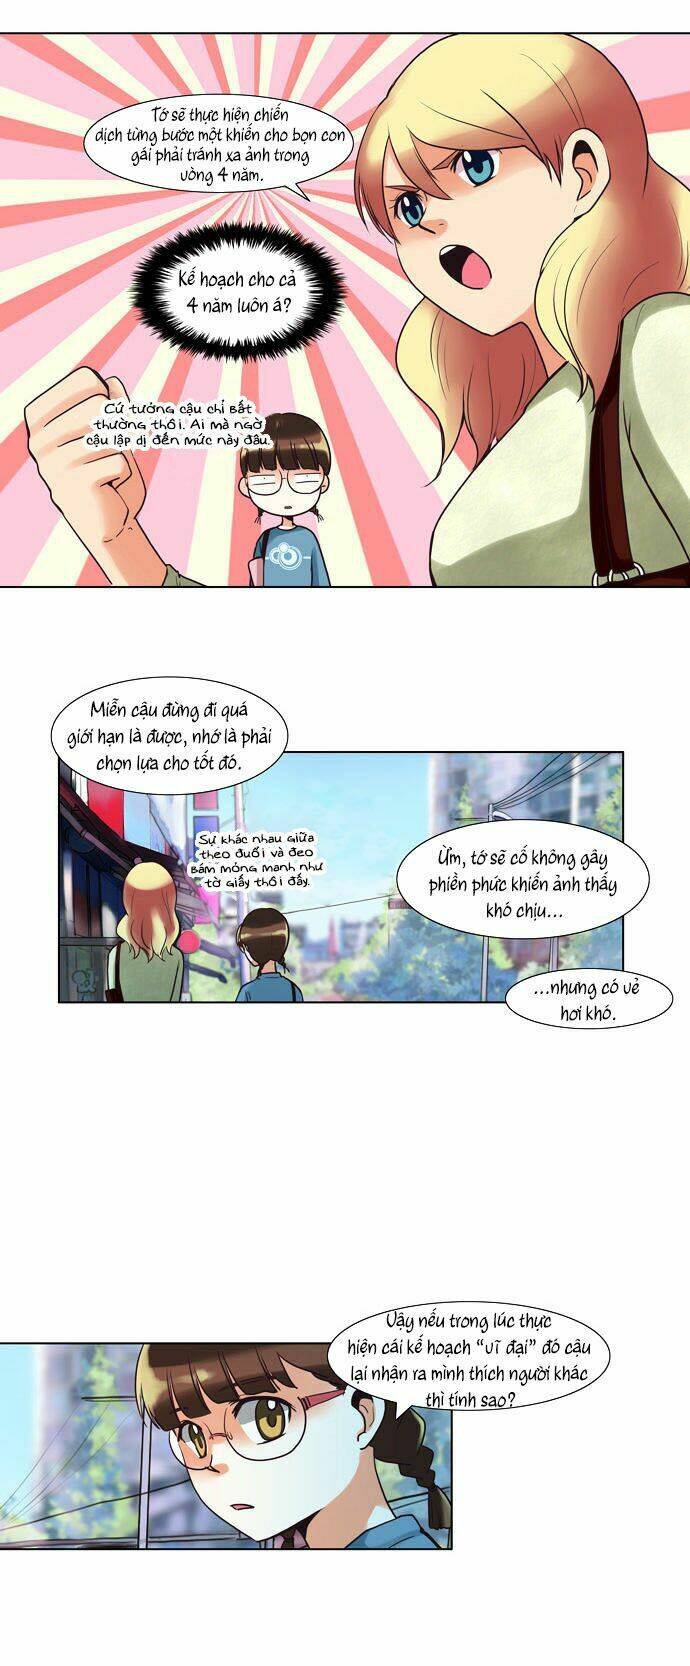 Tớ sẽ thực hiện chiến
dịch từng bước một khiến cho bọn con
gái phải tránh xa ảnh trong
vòng 4 năm.
Kế hoạch cho cả
4 năm luôn á?
Cứ tưởng cậu chỉ bất
thường thôi. Ai mà ngờ
cậu lập dị đến mức này đâu.
Miễn cậu đừng đi quá
giới hạn là được, nhớ là phải
chọn lựa cho tốt đó.
Sự khác nhau giữa
theo đuổi và đeo
bám mỏng manh như
tờ giấy thôi đấy.
Ừm, tớ sẽ cố không gây
phiền phức khiến ảnh thấy
khó chịu...
...nhưng có vẻ
hơi khó.
Vậy nếu trong lúc thực
hiện cái kế hoạch “vĩ đại” đó cậu
lại nhận ra mình thích người khác
thì tính sao?